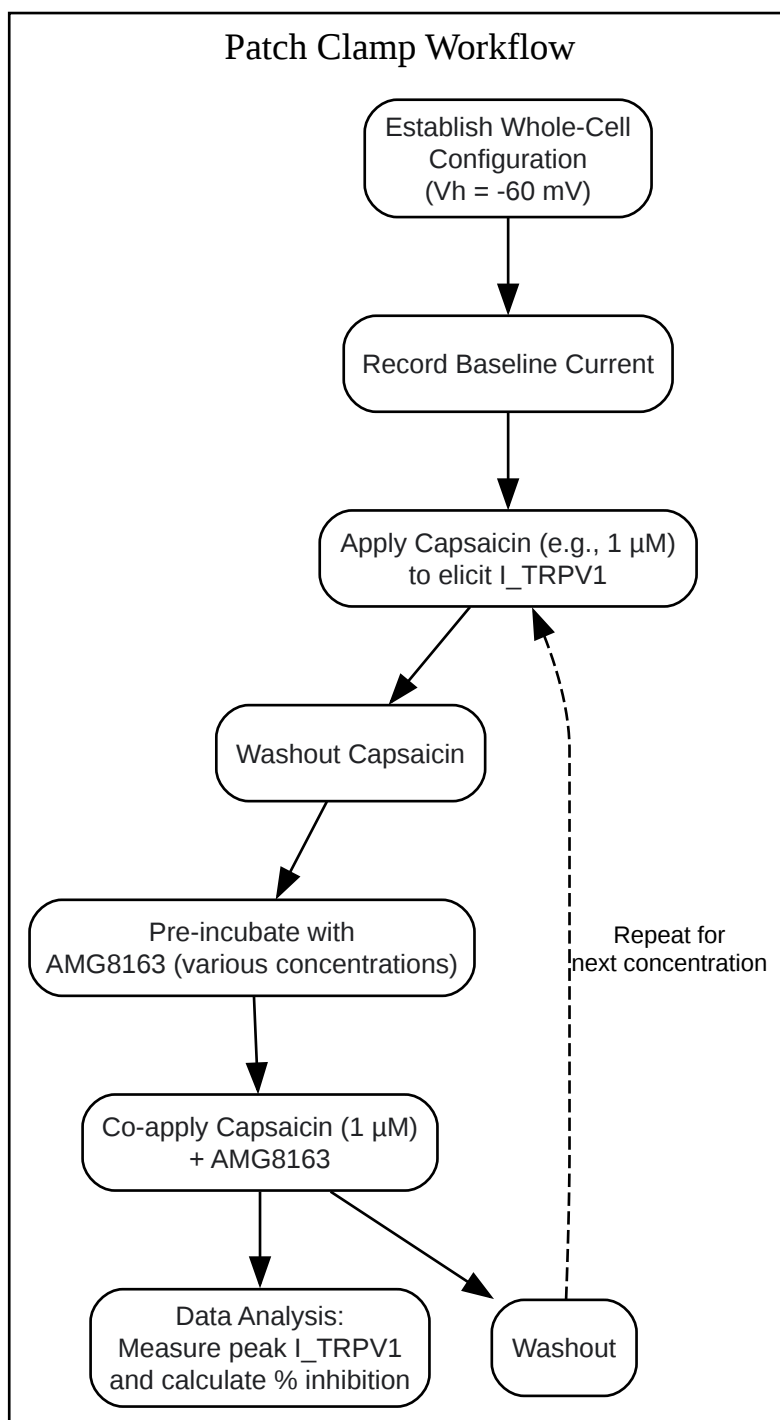 Patch Clamp Workflow
Establish Whole-Cell
Configuration
(Vh = -60 mV)
Record Baseline Current
Apply Capsaicin (e.g., 1 µM)
to elicit I_TRPV1
Washout Capsaicin
Pre-incubate with
AMG8163 (various concentrations)
Repeat for
next concentration
Co-apply Capsaicin (1 µM)
+ AMG8163
Data Analysis:
Measure peak I_TRPV1
and calculate % inhibition
Washout